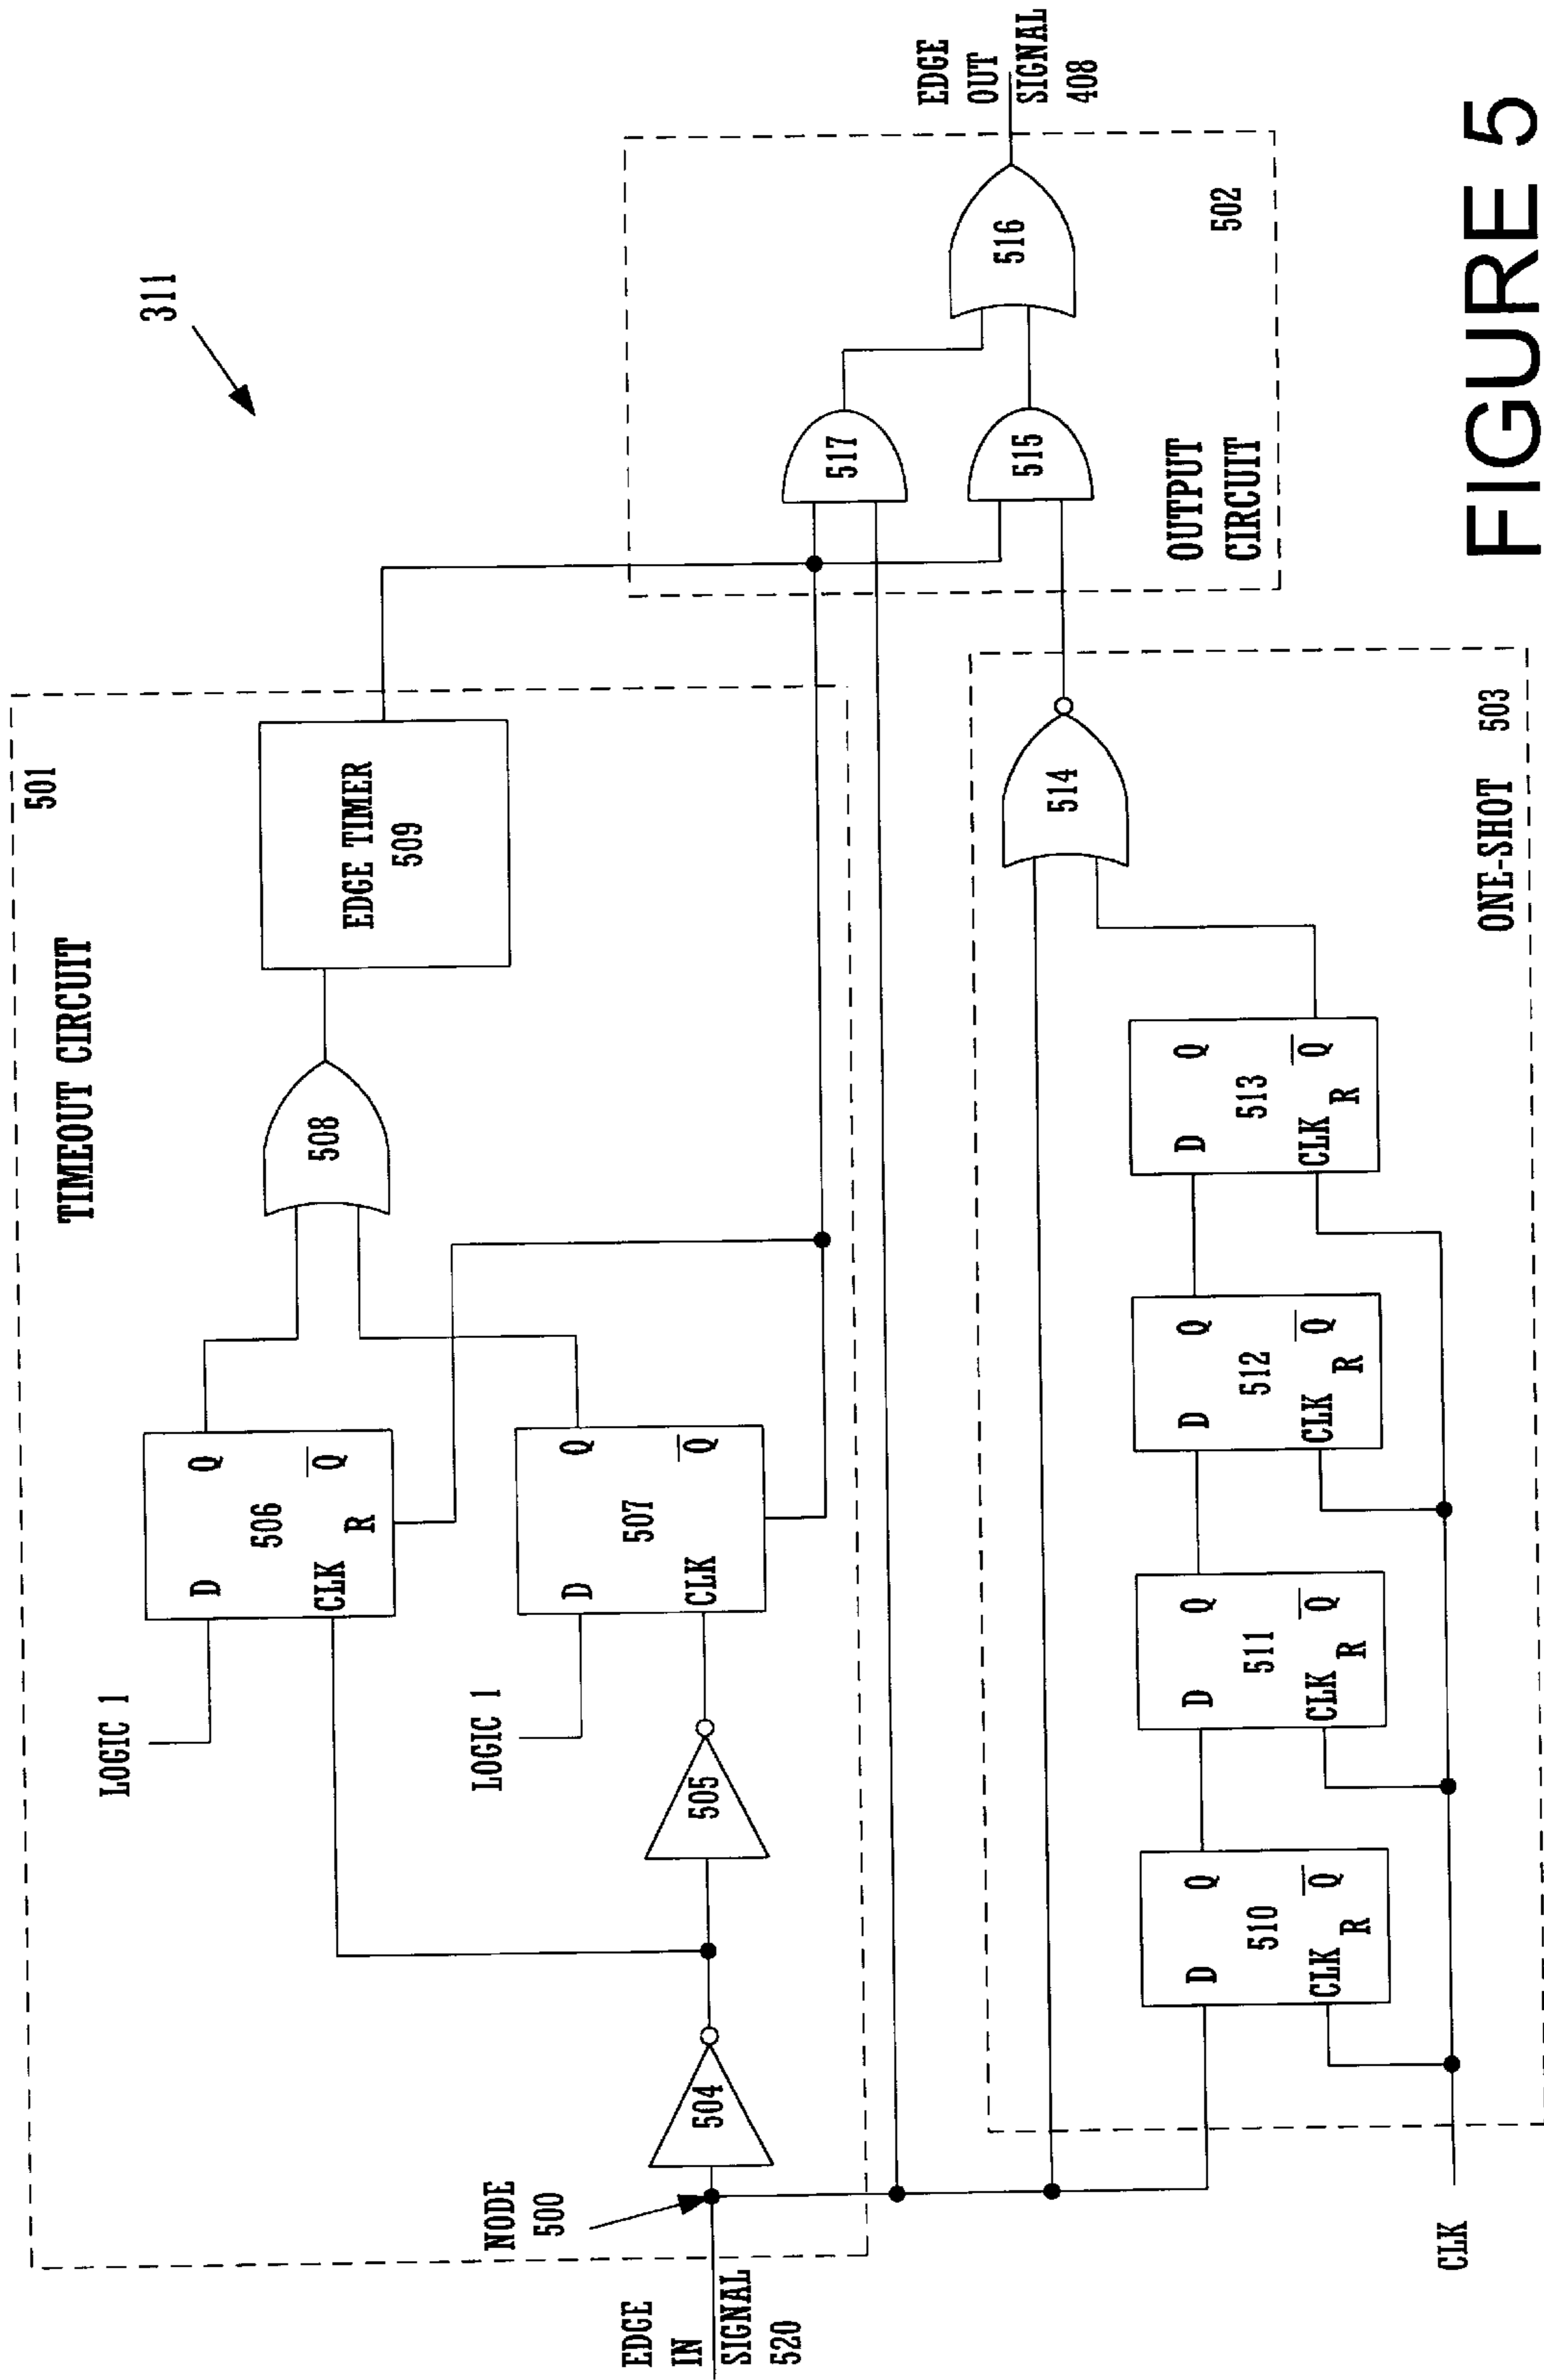 311
TIMEOUT CIRCUIT
501
LOGIC 1
D
Q
506
CLK
R
Q
508
EDGE TIMER
509
LOGIC 1
D
Q
507
CLK
Q
504
505
NODE
500
EDGE
IN
SIGNAL
520
517
515
516
EDGE
OUT
SIGNAL
408
OUTPUT
CIRCUIT
502
D
Q
510
CLK
R
Q
D
Q
511
CLK
R
Q
D
Q
512
CLK
R
Q
D
Q
513
CLK
R
Q
514
ONE-SHOT
503
CLK
FIGURE 5